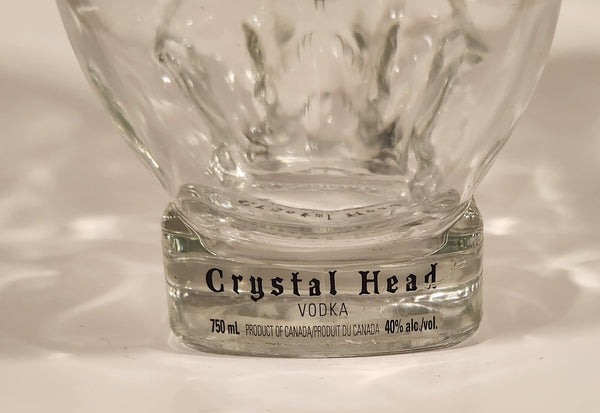 Crystal Head
VODKA
750 mL PRODUCT OF CANADA/PRODUIT DU CANADA 40% alc./vol.